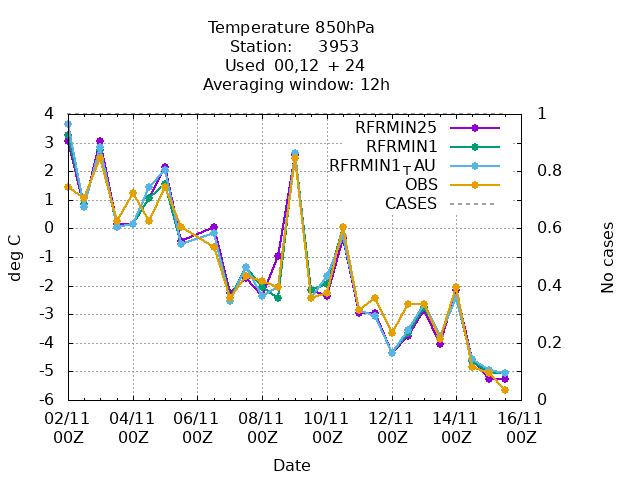 Temperature 850hPa
Station: 3953
Used 00,12 + 24
Averaging window: 12h
4 1
3
2 0.8
1
0 0.6
-1
-2 0.4
-3
-4 0.2
-5
-6 0
RFRMIN25
RFRMIN1
RFRMIN1TAU
OBS
CASES
deg C
No cases
02/11 04/11 06/11 08/11 10/11 12/11 14/11 16/11
00Z 00Z 00Z 00Z 00Z 00Z 00Z 00Z
Date